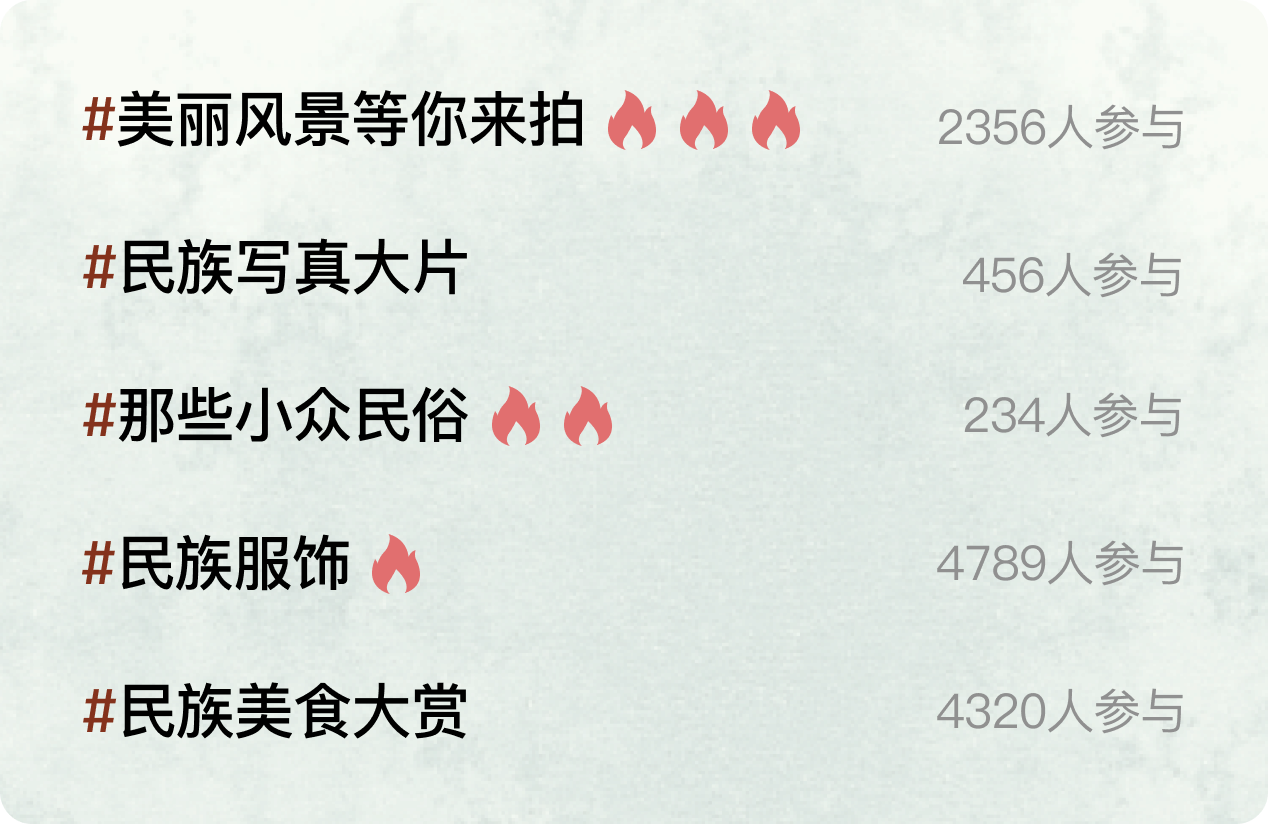 #美丽风景等你来拍 2356人参与
#民族写真大片 456人参与
#那些小众民俗 234人参与
#民族服饰 4789人参与
#民族美食大赏 4320人参与